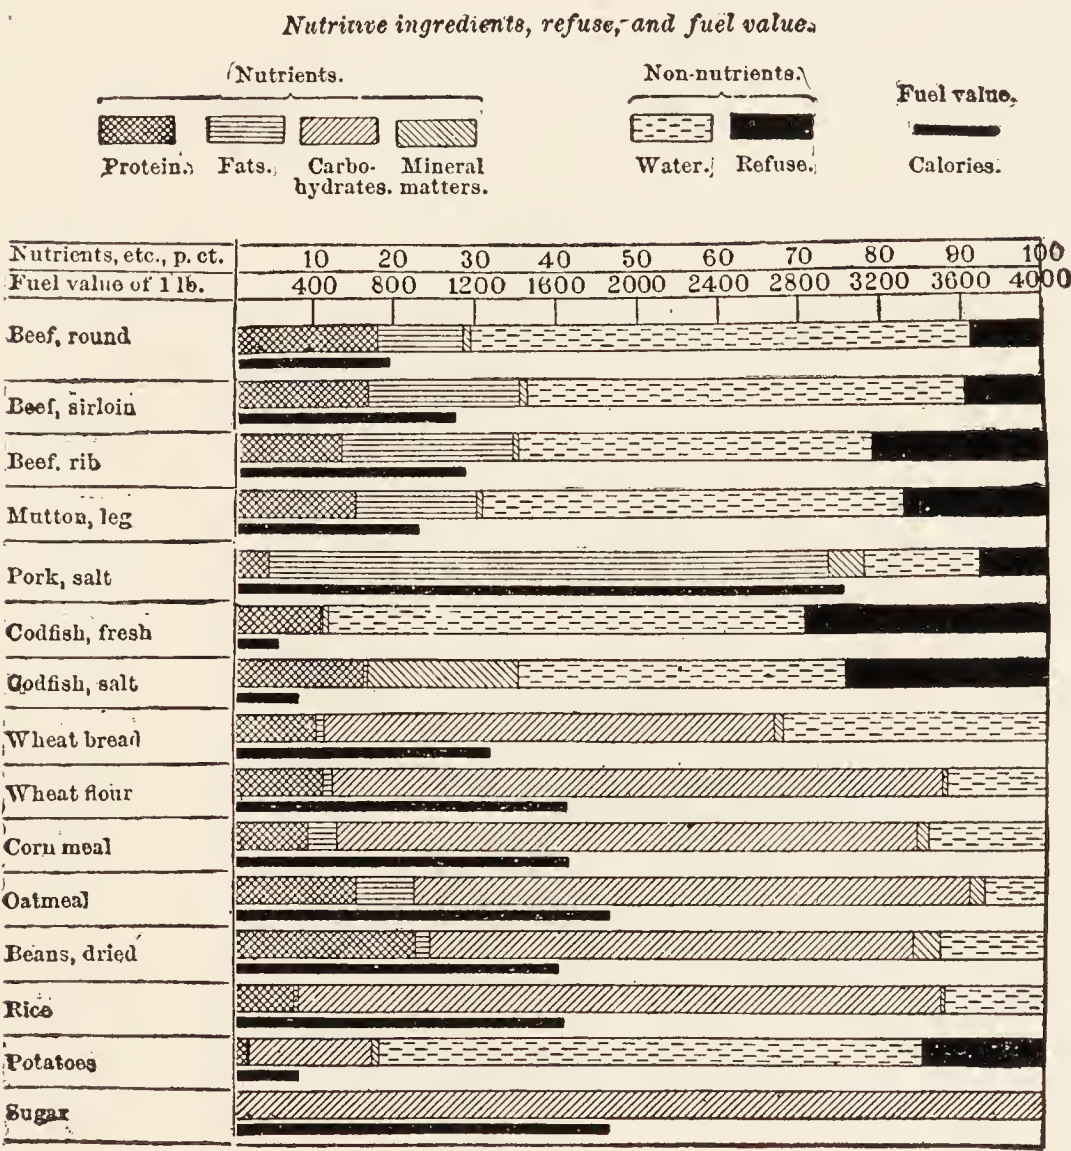 Nutritive ingredients, refuse, and fuel value.
Nutrients. Non-nutrients. Fuel value.
Protein. Fats. Carbo- Mineral Water. Refuse. Calories.
hydrates. matters.
Nutrients, etc., p. ct. 10 20 30 40 50 60 70 80 90 100
Fuel value of 1 lb. 400 800 1200 1600 2000 2400 2800 3200 3600 4000
Beef, round
Beef, sirloin
Beef, rib
Mutton, leg
Pork, salt
Codfish, fresh
Codfish, salt
Wheat bread
Wheat flour
Corn meal
Oatmeal
Beans, dried
Rice
Potatoes
Sugar